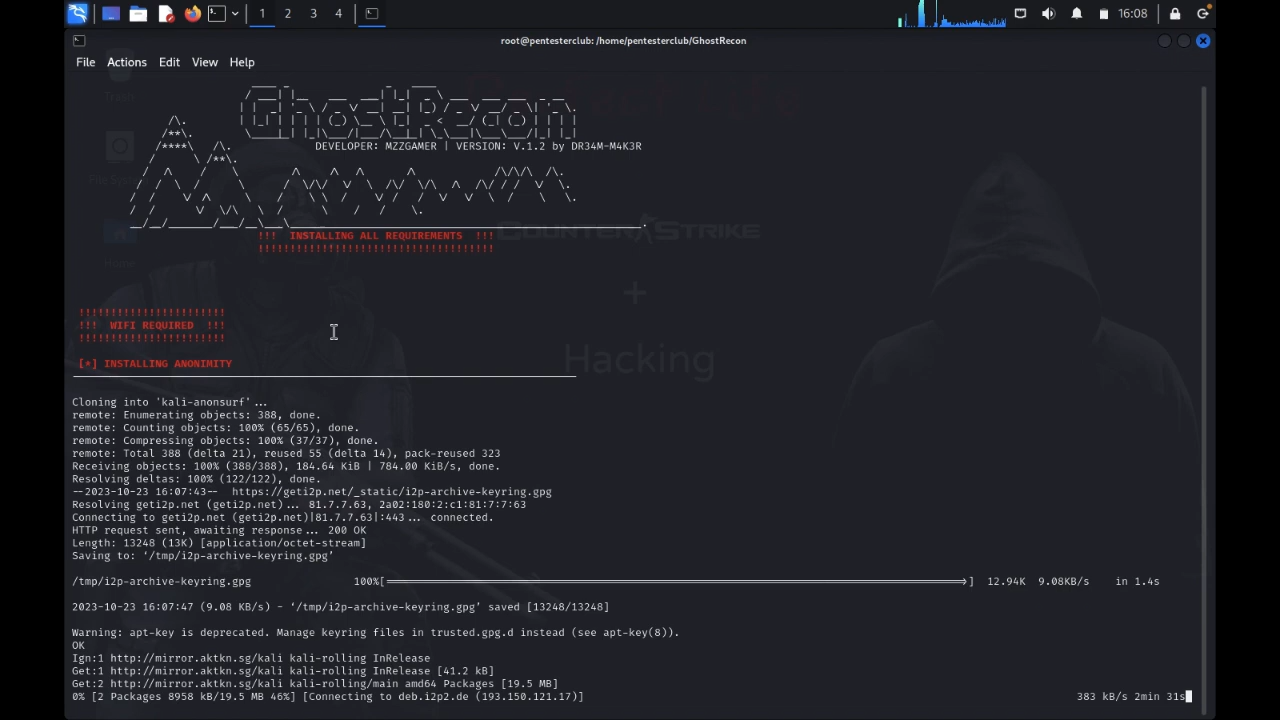 1 2 3 4 16:08
root@pentesterclub: /home/pentesterclub/GhostRecon
File Actions Edit View Help
Trash
GhostRecon
DEVELOPER: MZZGAMER | VERSION: V.1.2 by DR34M-M4K3R
File System
!!!  INSTALLING ALL REQUIREMENTS  !!!
!!!!!!!!!!!!!!!!!!!!!!!!!!!!!!!!!!!!!
COUNTER STRIKE
Home
+
Hacking
!!!!!!!!!!!!!!!!!!!!!!!
!!!  WIFI REQUIRED  !!!
!!!!!!!!!!!!!!!!!!!!!!!
[*] INSTALLING ANONIMITY
Cloning into 'kali-anonsurf'...
remote: Enumerating objects: 388, done.
remote: Counting objects: 100% (65/65), done.
remote: Compressing objects: 100% (37/37), done.
remote: Total 388 (delta 21), reused 55 (delta 14), pack-reused 323
Receiving objects: 100% (388/388), 184.64 KiB | 784.00 KiB/s, done.
Resolving deltas: 100% (122/122), done.
--2023-10-23 16:07:43--  https://geti2p.net/_static/i2p-archive-keyring.gpg
Resolving geti2p.net (geti2p.net)... 81.7.7.63, 2a02:180:2:c1:81:7:7:63
Connecting to geti2p.net (geti2p.net)|81.7.7.63|:443... connected.
HTTP request sent, awaiting response... 200 OK
Length: 13248 (13K) [application/octet-stream]
Saving to: ‘/tmp/i2p-archive-keyring.gpg’
/tmp/i2p-archive-keyring.gpg 100%[===================>] 12.94K 9.08KB/s in 1.4s
2023-10-23 16:07:47 (9.08 KB/s) - ‘/tmp/i2p-archive-keyring.gpg’ saved [13248/13248]
Warning: apt-key is deprecated. Manage keyring files in trusted.gpg.d instead (see apt-key(8)).
OK
Ign:1 http://mirror.aktkn.sg/kali kali-rolling InRelease
Get:1 http://mirror.aktkn.sg/kali kali-rolling InRelease [41.2 kB]
Get:2 http://mirror.aktkn.sg/kali kali-rolling/main amd64 Packages [19.5 MB]
0% [2 Packages 8958 kB/19.5 MB 46%] [Connecting to deb.i2p2.de (193.150.121.17)] 383 kB/s 2min 31s